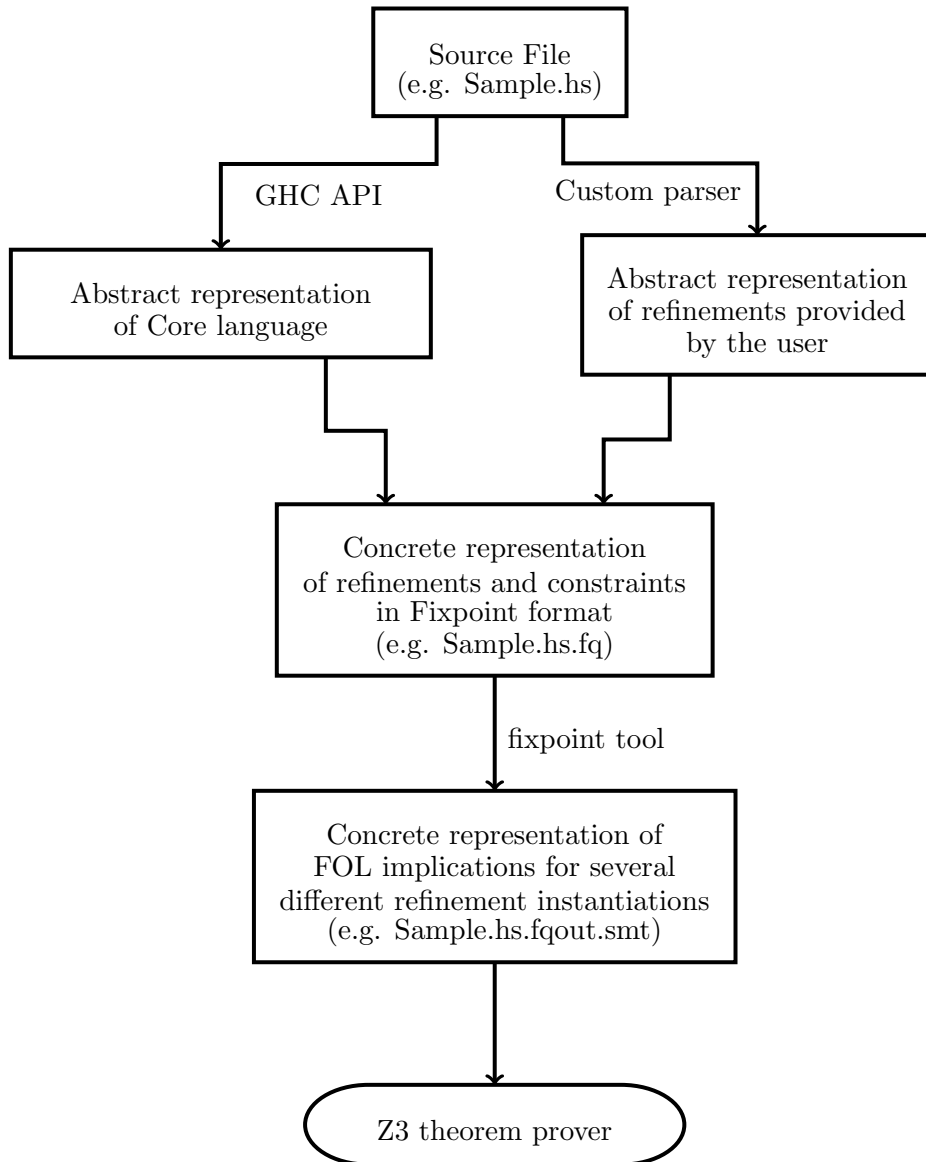 Source File
(e.g. Sample.hs)
GHC API
Custom parser
Abstract representation
of Core language
Abstract representation
of refinements provided
by the user
Concrete representation
of refinements and constraints
in Fixpoint format
(e.g. Sample.hs.fq)
fixpoint tool
Concrete representation of
FOL implications for several
different refinement instantiations
(e.g. Sample.hs.fqout.smt)
Z3 theorem prover